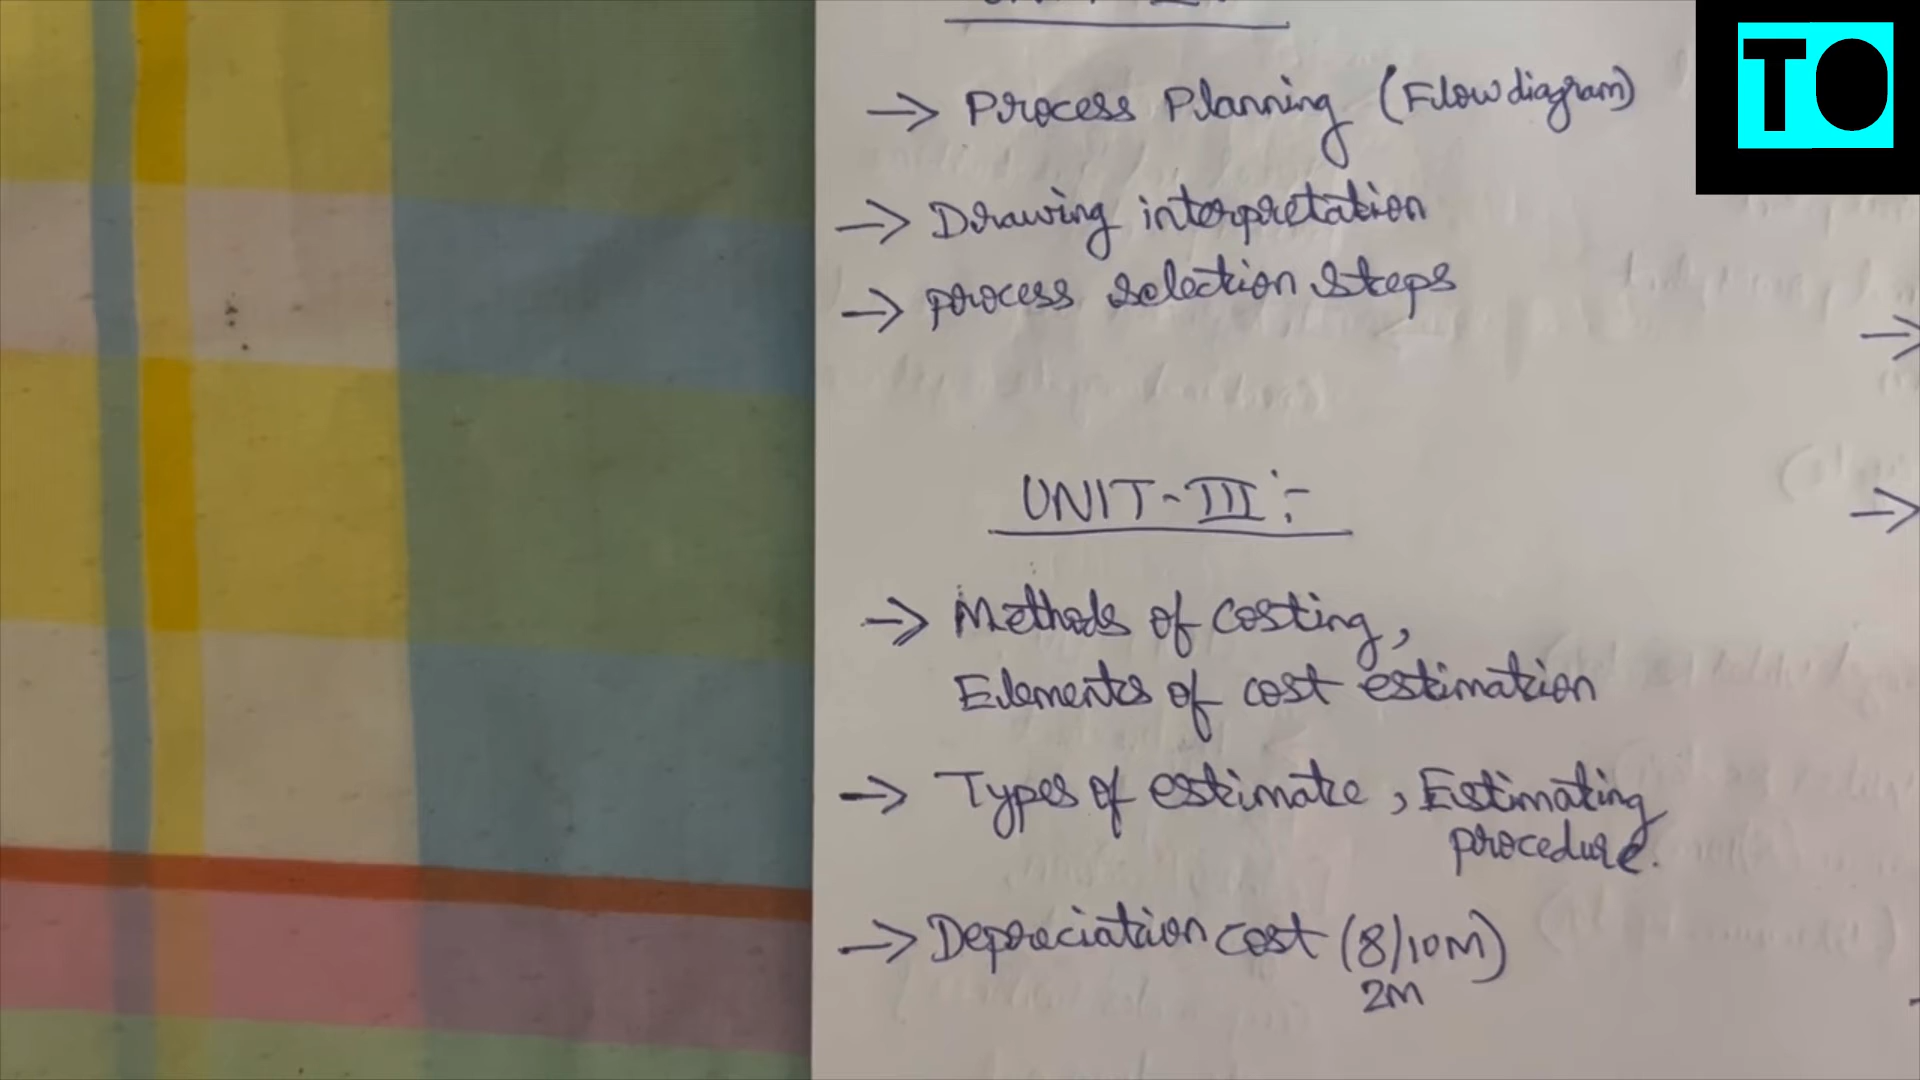 TO
→ Process Planning (Flow diagram)
→ Drawing interpretation
→ process selection steps
UNIT-III :-
→ Methods of costing,
Elements of cost estimation
→ Types of estimate, Estimating
procedure.
→ Depreciation cost (8/10M)
2M